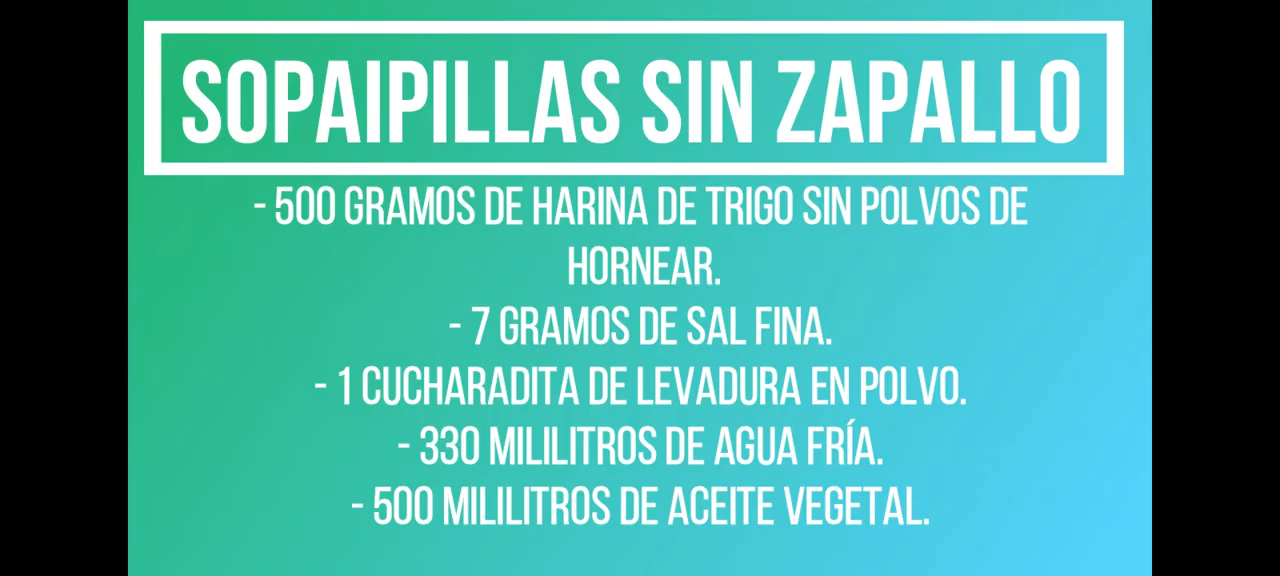 SOPAIPILLAS SIN ZAPALLO
- 500 GRAMOS DE HARINA DE TRIGO SIN POLVOS DE
HORNEAR.
- 7 GRAMOS DE SAL FINA.
- 1 CUCHARADITA DE LEVADURA EN POLVO.
- 330 MILILITROS DE AGUA FRÍA.
- 500 MILILITROS DE ACEITE VEGETAL.